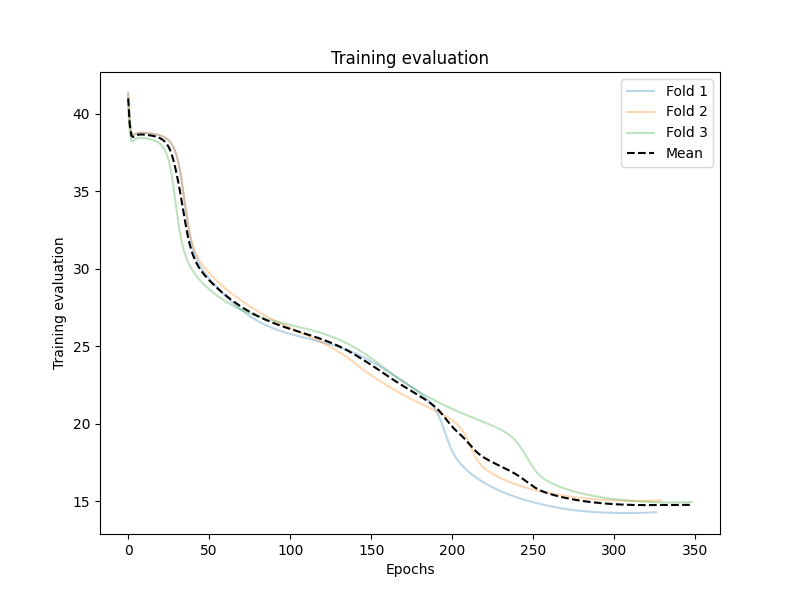 Training evaluation
Fold 1
Fold 2
Fold 3
Mean
Training evaluation
40
35
30
25
20
15
0 50 100 150 200 250 300 350
Epochs